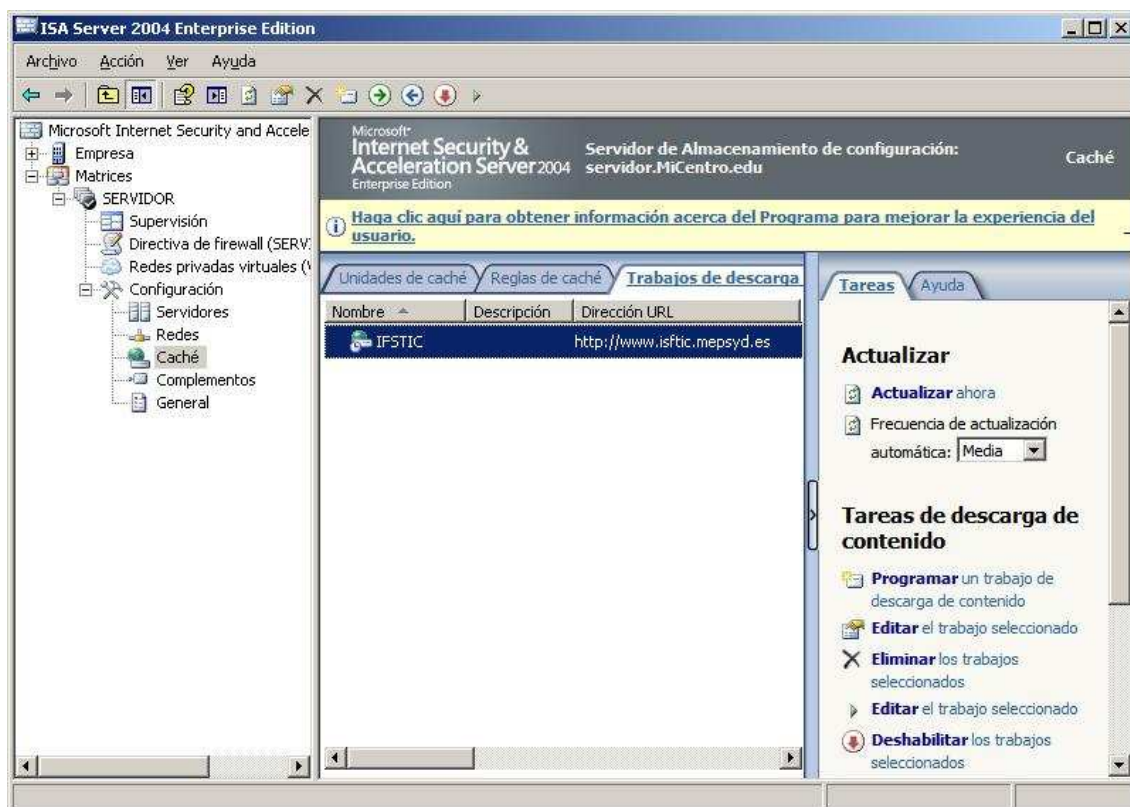 ISA Server 2004 Enterprise Edition
Archivo Acción Ver Ayuda
Microsoft Internet Security and Accele
Empresa
Matrices
SERVIDOR
Supervisión
Directiva de firewall (SERV
Redes privadas virtuales (
Configuración
Servidores
Redes
Caché
Complementos
General
Microsoft
Internet Security &
Acceleration Server 2004
Enterprise Edition
Servidor de Almacenamiento de configuración:
servidor.MiCentro.edu
Caché
Haga clic aquí para obtener información acerca del Programa para mejorar la experiencia del
usuario.
Unidades de caché Reglas de caché Trabajos de descarga
Nombre Descripción Dirección URL
IFSTIC http://www.isftic.mepsyd.es
Tareas Ayuda
Actualizar
Actualizar ahora
Frecuencia de actualización
automática: Media
Tareas de descarga de
contenido
Programar un trabajo de
descarga de contenido
Editar el trabajo seleccionado
Eliminar los trabajos
seleccionados
Editar el trabajo seleccionado
Deshabilitar los trabajos
seleccionados